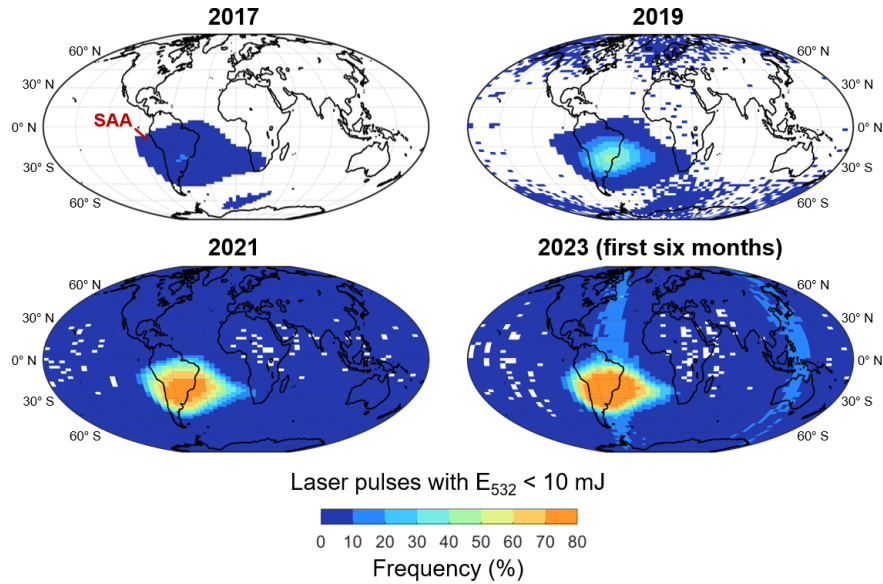 2017
60° N
30° N
0° N
30° S
60° S
SAA
2019
60° N
30° N
0° N
30° S
60° S
2021
60° N
30° N
0° N
30° S
60° S
2023 (first six months)
60° N
30° N
0° N
30° S
60° S
Laser pulses with E532 < 10 mJ
0 10 20 30 40 50 60 70 80
Frequency (%)